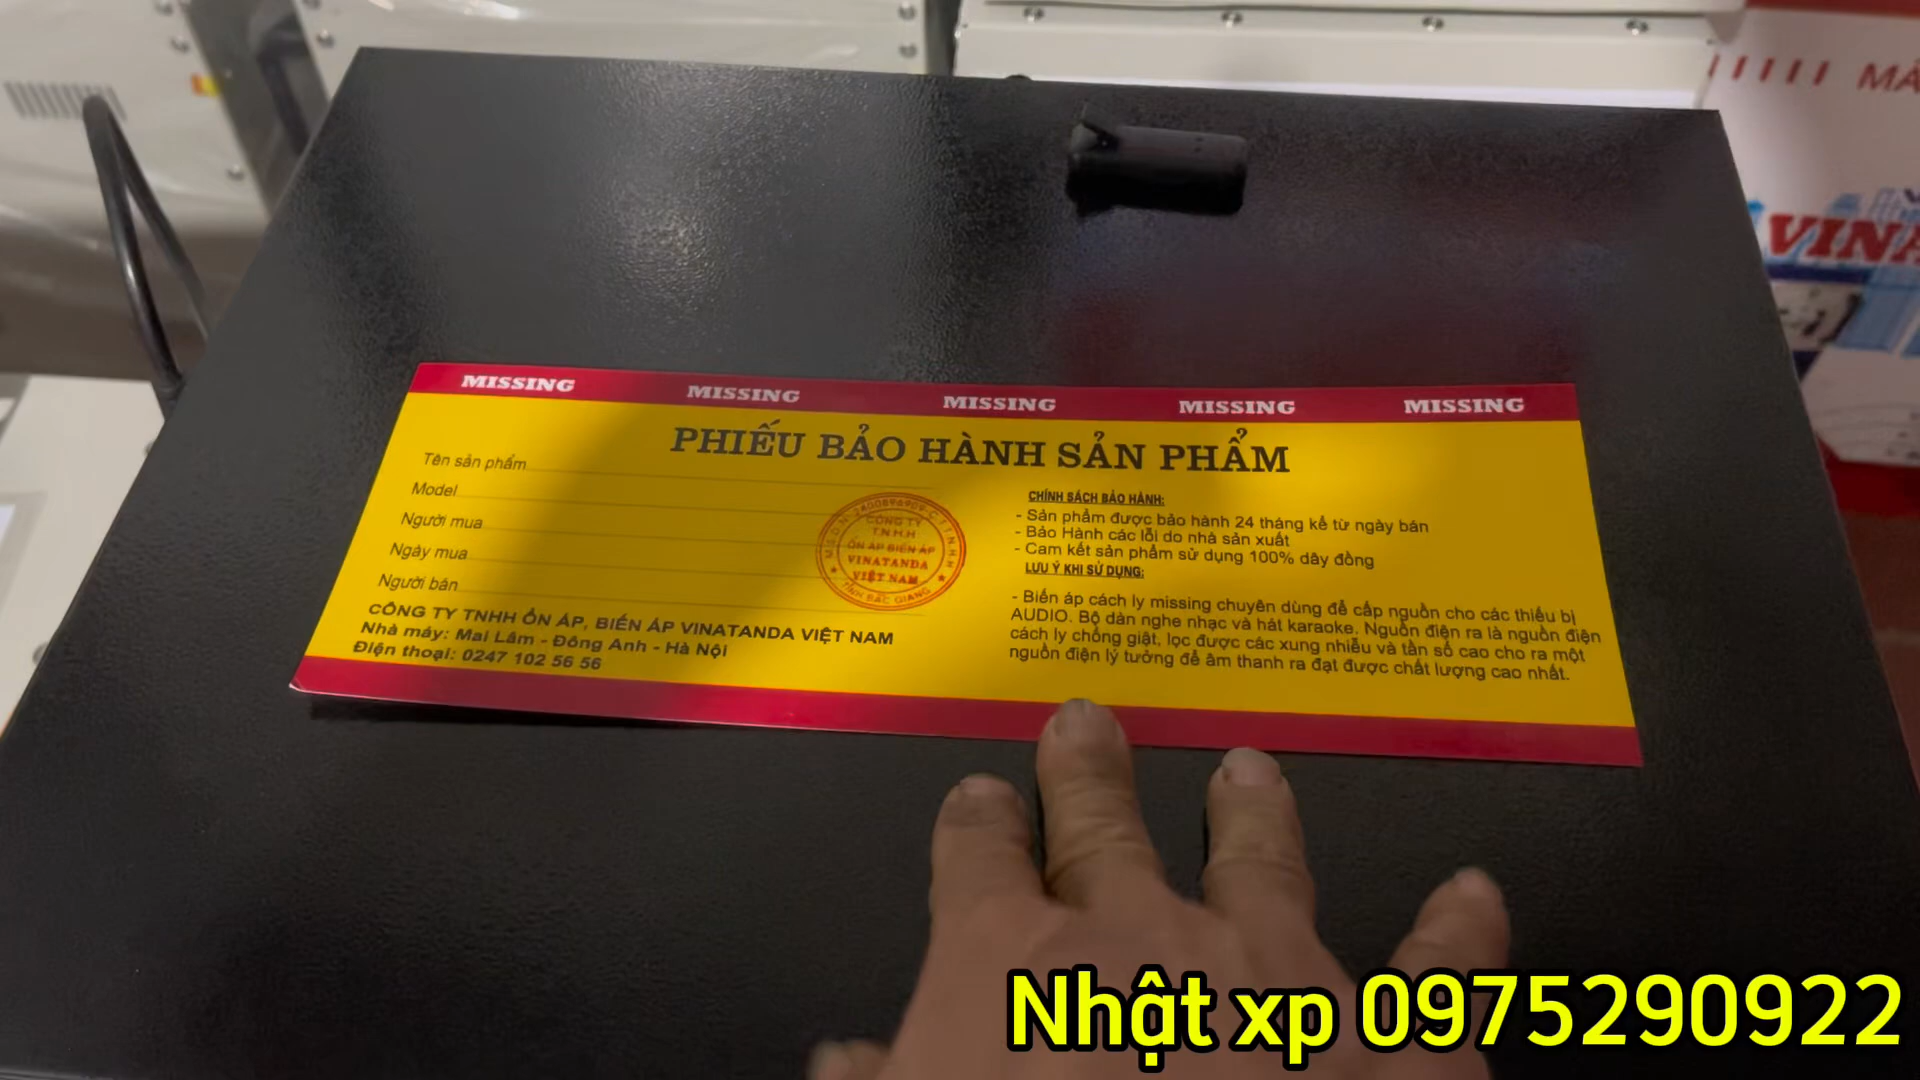 MISSING MISSING MISSING MISSING MISSING
PHIẾU BẢO HÀNH SẢN PHẨM
Tên sản phẩm
Model
Người mua
Ngày mua
Người bán
CÔNG TY TNHH ỔN ÁP, BIẾN ÁP VINATANDA VIỆT NAM
Nhà máy: Mai Lâm - Đông Anh - Hà Nội
Điện thoại: 0247 102 56 56
CÔNG TY
T.N.H.H
ỔN ÁP BIẾN ÁP
VINATANDA
VIỆT NAM
TỈNH BẮC GIANG
CHÍNH SÁCH BẢO HÀNH:
- Sản phẩm được bảo hành 24 tháng kể từ ngày bán
- Bảo Hành các lỗi do nhà sản xuất
- Cam kết sản phẩm sử dụng 100% dây đồng
LƯU Ý KHI SỬ DỤNG:
- Biến áp cách ly missing chuyên dùng để cấp nguồn cho các thiếu bị
AUDIO. Bộ dàn nghe nhạc và hát karaoke. Nguồn điện ra là nguồn điện
cách ly chống giật, lọc được các xung nhiễu và tần số cao cho ra một
nguồn điện lý tưởng để âm thanh ra đạt được chất lượng cao nhất.
VINA
Nhật xp 0975290922